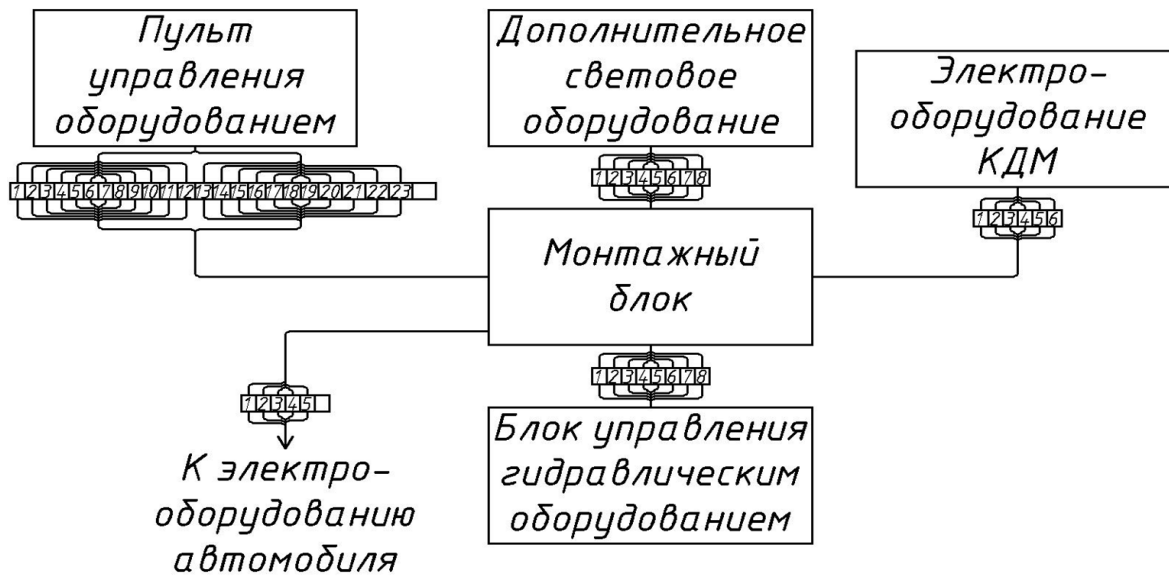 Пульт
управления
оборудованием
1 2 3 4 5 6 7 8 9 10 11 12 13 14 15 16 17 18 19 20 21 22 23
Дополнительное
световое
оборудование
1 2 3 4 5 6 7 8
Электро-
оборудование
КДМ
1 2 3 4 5 6
Монтажный
блок
1 2 3 4 5
К электро-
оборудованию
автомобиля
1 2 3 4 5 6 7 8
Блок управления
гидравлическим
оборудованием